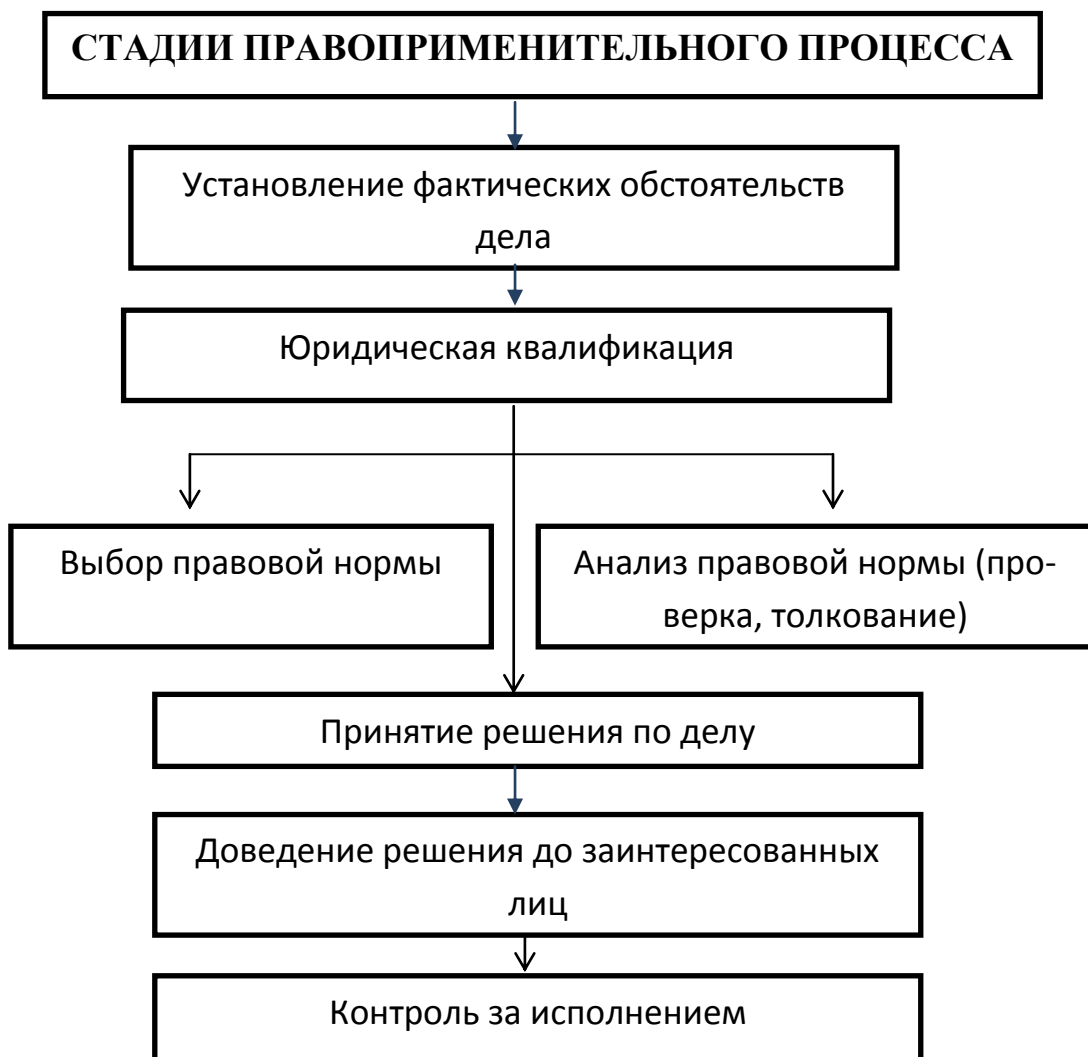 СТАДИИ ПРАВОПРИМЕНИТЕЛЬНОГО ПРОЦЕССА
Установление фактических обстоятельств
дела
Юридическая квалификация
Выбор правовой нормы
Анализ правовой нормы (про-
верка, толкование)
Принятие решения по делу
Доведение решения до заинтересованных
лиц
Контроль за исполнением